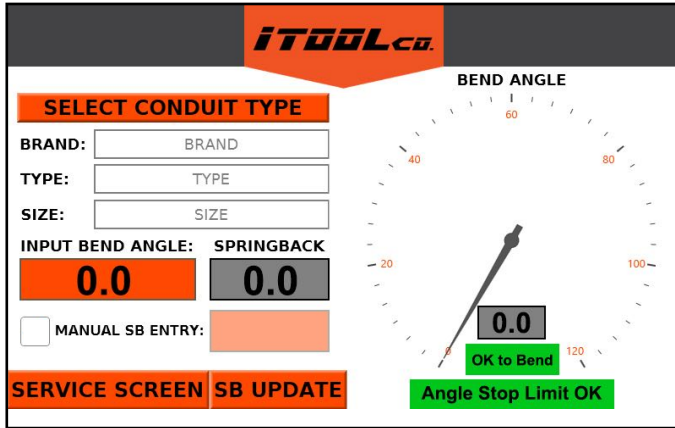 iTOOLco.
SELECT CONDUIT TYPE
BRAND: BRAND
TYPE: TYPE
SIZE: SIZE
INPUT BEND ANGLE: SPRINGBACK
0.0 0.0
MANUAL SB ENTRY:
SERVICE SCREEN SB UPDATE
BEND ANGLE
60
40 80
20 100
0.0
0 120
OK to Bend
Angle Stop Limit OK